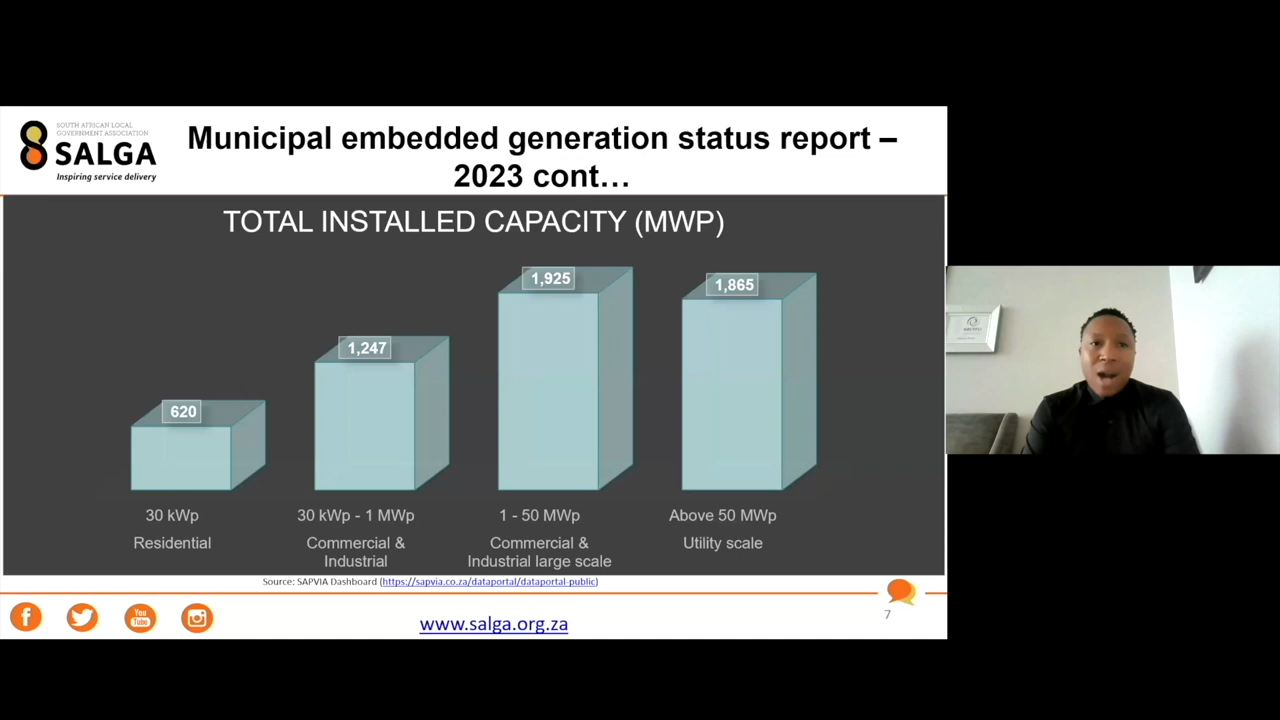 SOUTH AFRICAN LOCAL
GOVERNMENT ASSOCIATION
SALGA
Inspiring service delivery
Municipal embedded generation status report –
2023 cont…
TOTAL INSTALLED CAPACITY (MWP)
620
1,247
1,925
1,865
30 kWp
30 kWp - 1 MWp
1 - 50 MWp
Above 50 MWp
Residential
Commercial &
Industrial
Commercial &
Industrial large scale
Utility scale
Source: SAPVIA Dashboard (https://sapvia.co.za/dataportal/dataportal-public)
You
Tube
www.salga.org.za
7